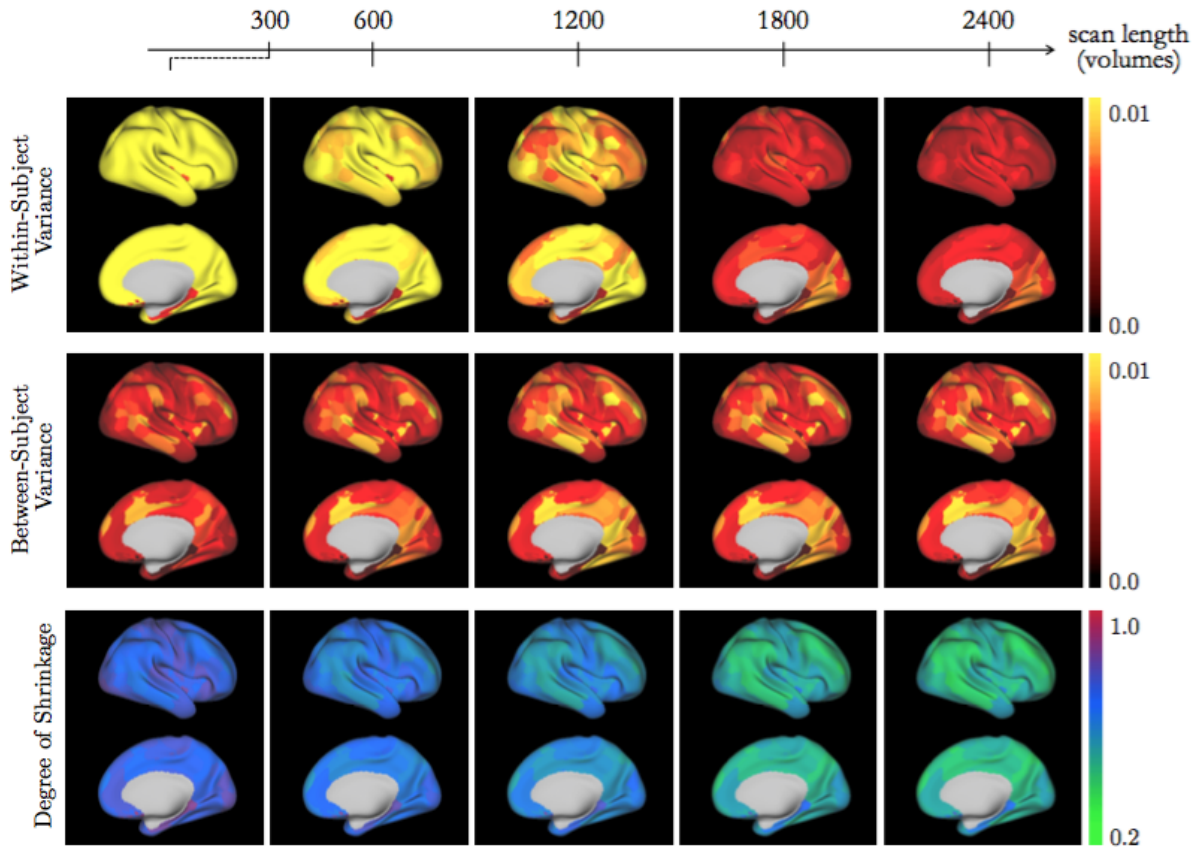 300 600 1200 1800 2400
scan length
(volumes)
Within-Subject
Variance
0.01
0.0
Between-Subject
Variance
0.01
0.0
Degree of Shrinkage
1.0
0.2